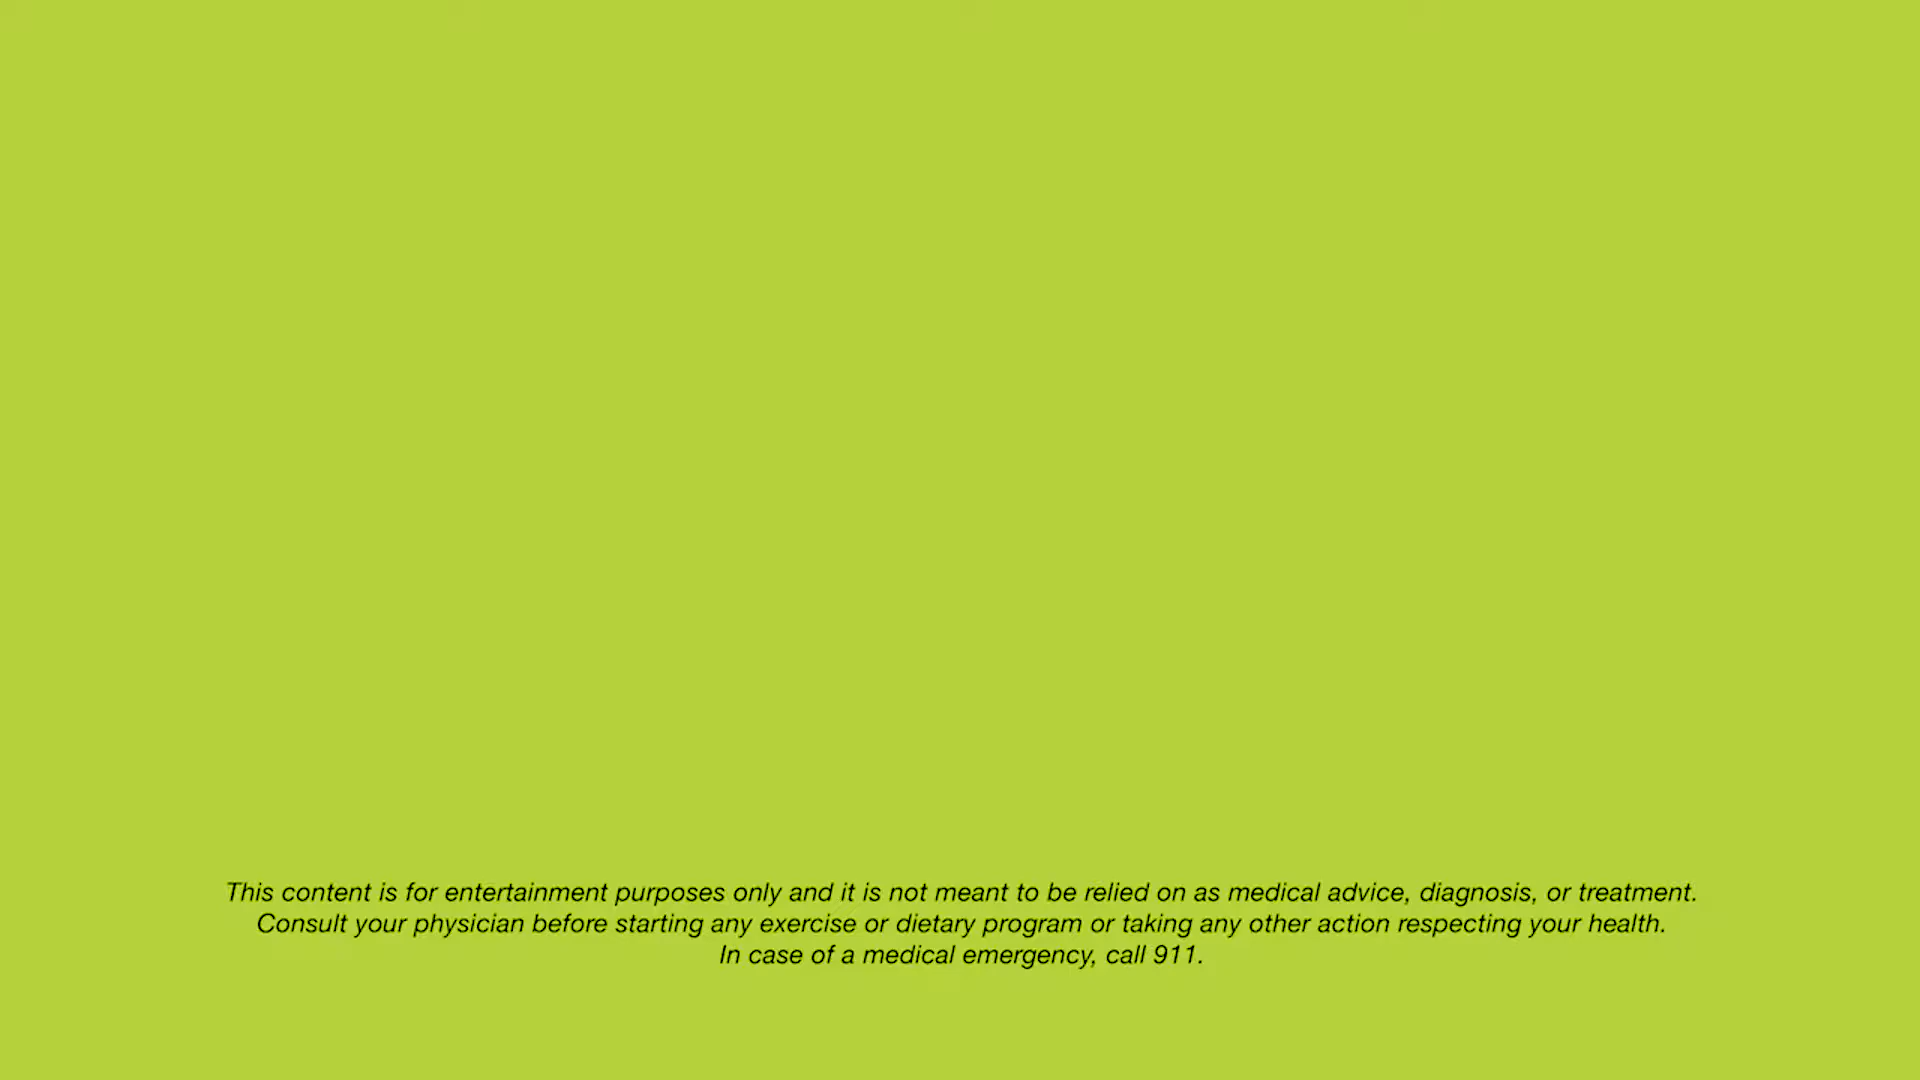 This content is for entertainment purposes only and it is not meant to be relied on as medical advice, diagnosis, or treatment.
Consult your physician before starting any exercise or dietary program or taking any other action respecting your health.
In case of a medical emergency, call 911.